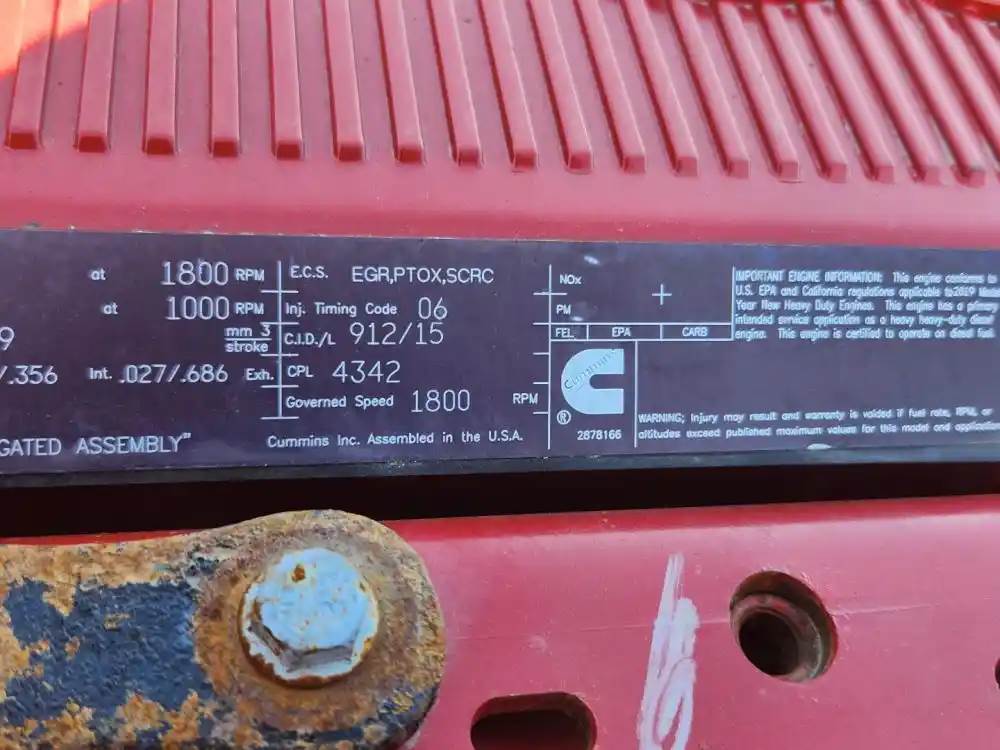 at 1800 RPM
at 1000 RPM
9 mm 3 stroke
/.356 Int. .027/.686 Exh.
GATED ASSEMBLY"
E.C.S. EGR,PTOX,SCRC
Inj. Timing Code 06
C.I.D./L 912/15
CPL 4342
Governed Speed 1800 RPM
Cummins Inc. Assembled in the U.S.A.
NOx
PM
FEL EPA CARB
Cummins
®
2878166
IMPORTANT ENGINE INFORMATION: This engine conforms to
U.S. EPA and California regulations applicable to 2019 Model
Year New Heavy Duty Engines. This engine has a primary
intended service application as a heavy heavy-duty diesel
engine. This engine is certified to operate on diesel fuel.
WARNING; Injury may result and warranty is voided if fuel rate, RPM, or
altitudes exceed published maximum values for this model and application